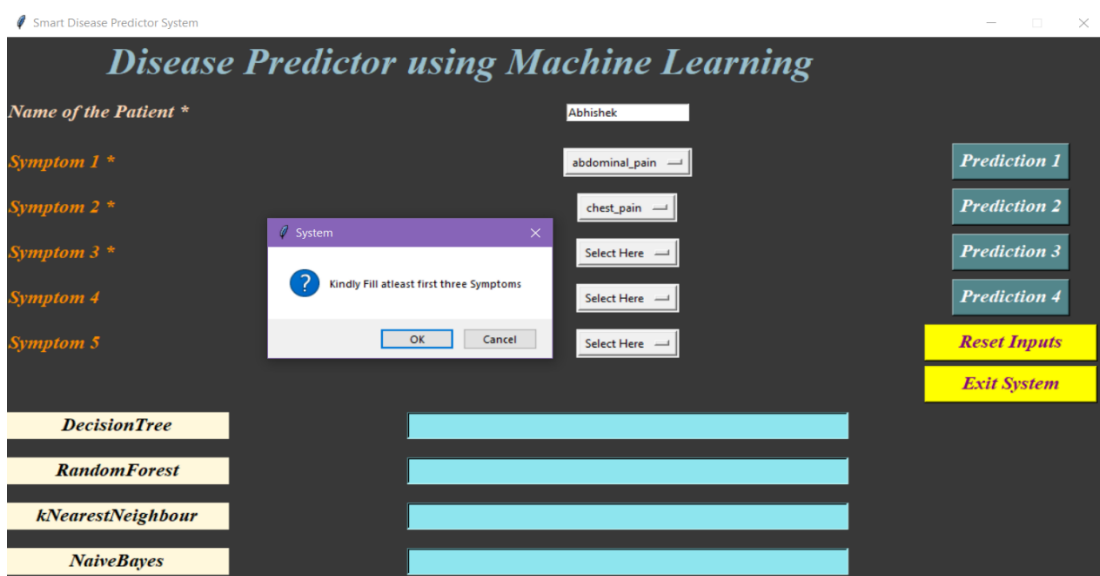 Smart Disease Predictor System
Disease Predictor using Machine Learning
Name of the Patient *
Abhishek
Symptom 1 *
abdominal_pain
Prediction 1
Symptom 2 *
chest_pain
Prediction 2
System
Symptom 3 *
Select Here
Prediction 3
Kindly Fill atleast first three Symptoms
Symptom 4
Select Here
Prediction 4
OK
Cancel
Symptom 5
Select Here
Reset Inputs
Exit System
DecisionTree
RandomForest
kNearestNeighbour
NaiveBayes